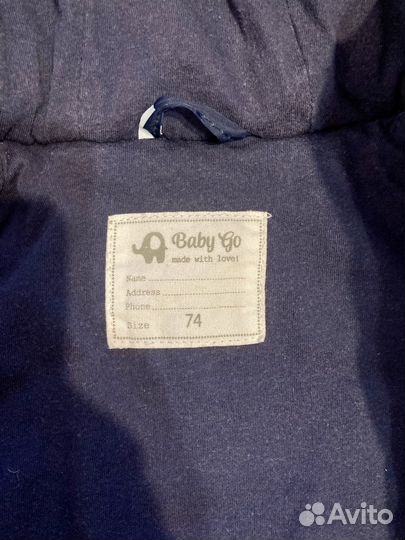 Baby Go
made with love!
Name
Address
Phone
Size 74
Avito